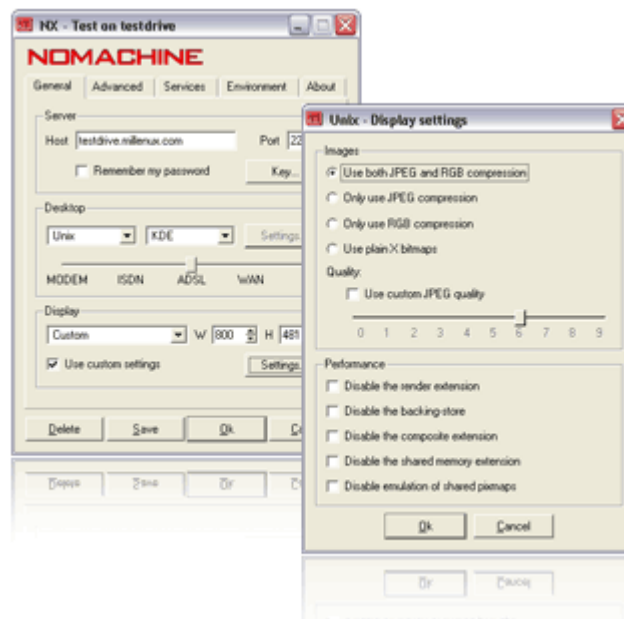 NX - Test on testdrive
NOMACHINE
General Advanced Services Environment About
Server
Host testdrive.millenux.com Port 22
Remember my password Key...
Desktop
Unix KDE Settings
MODEM ISDN ADSL WAN
Display
Custom W 800 H 481
Use custom settings Settings
Delete Save Ok
Unix - Display settings
Images
Use both JPEG and RGB compression
Only use JPEG compression
Only use RGB compression
Use plain X bitmaps
Quality:
Use custom JPEG quality
0 1 2 3 4 5 6 7 8 9
Performance
Disable the render extension
Disable the backing-store
Disable the composite extension
Disable the shared memory extension
Disable emulation of shared pixmaps
Ok Cancel